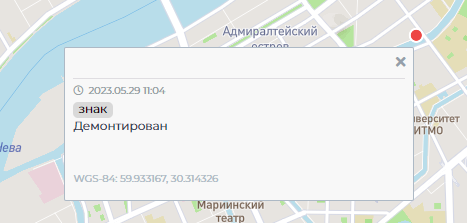 Адмиралтейский
остров
2023.05.29 11:04
знак
Демонтирован
университет
ИТМО
Нева
WGS-84: 59.933167, 30.314326
Мариинский
театр